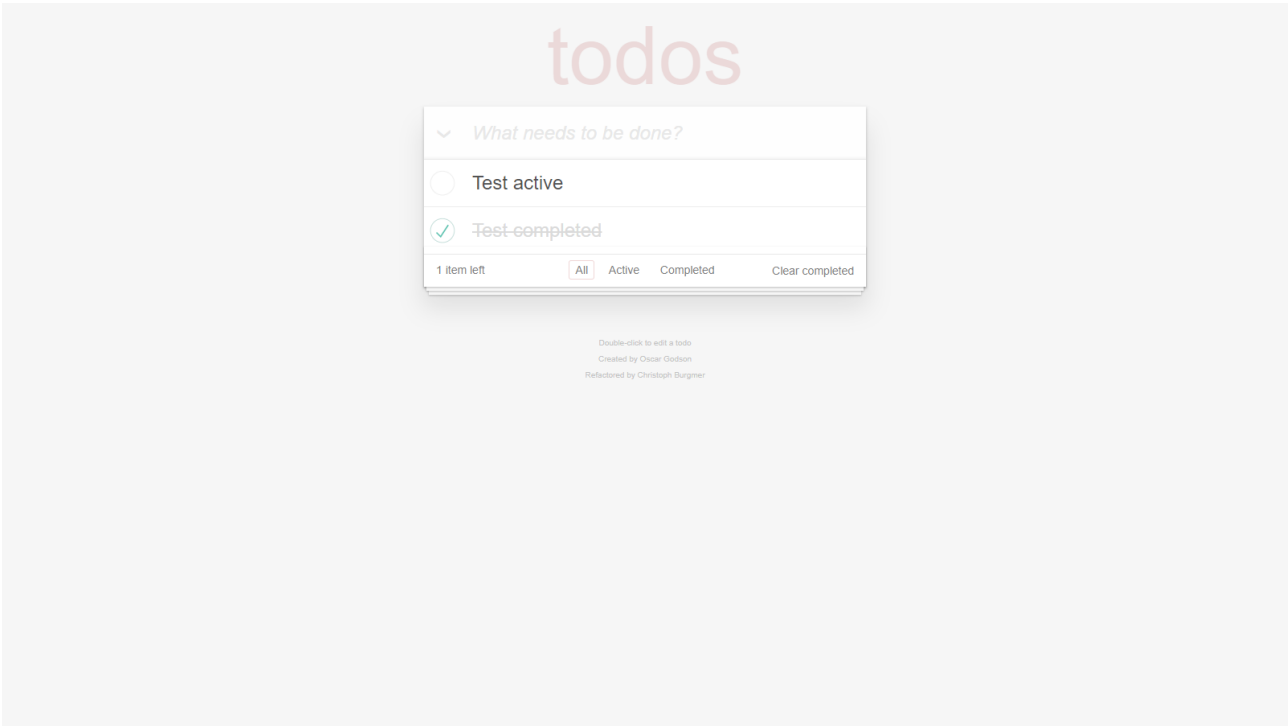 todos
What needs to be done?
Test active
Test completed
1 item left All Active Completed Clear completed
Double-click to edit a todo
Created by Oscar Godson
Refactored by Christoph Burgmer